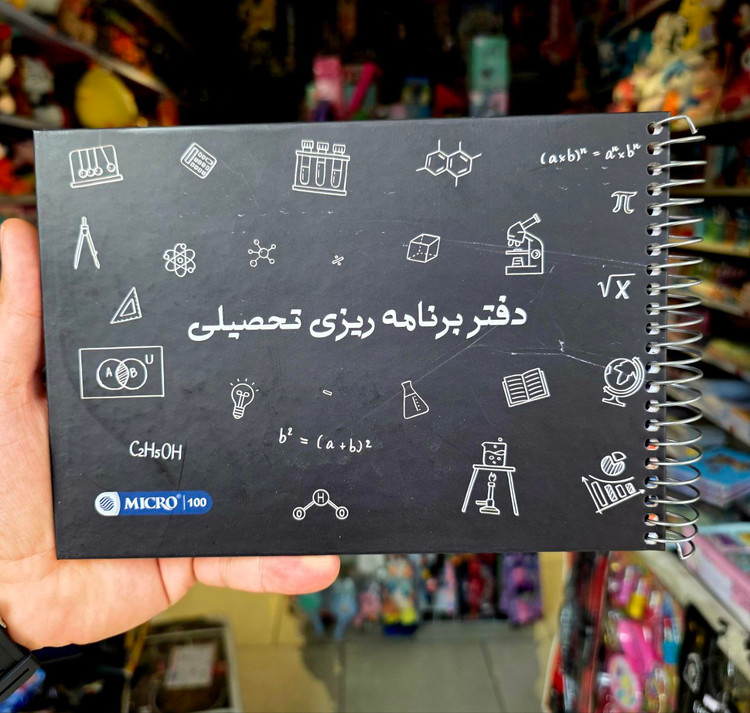 (a×b)ⁿ = aⁿ×bⁿ
π
%
√x
دفتر برنامه ریزی تحصیلی
A B U
b² = (a+b)²
C₂H₅OH
MICRO® | 100
H
O O